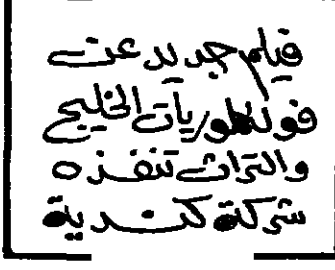 فيلم جديد عن
فولكلوريات الخليج
والتراث تنفذه
شركة كندية